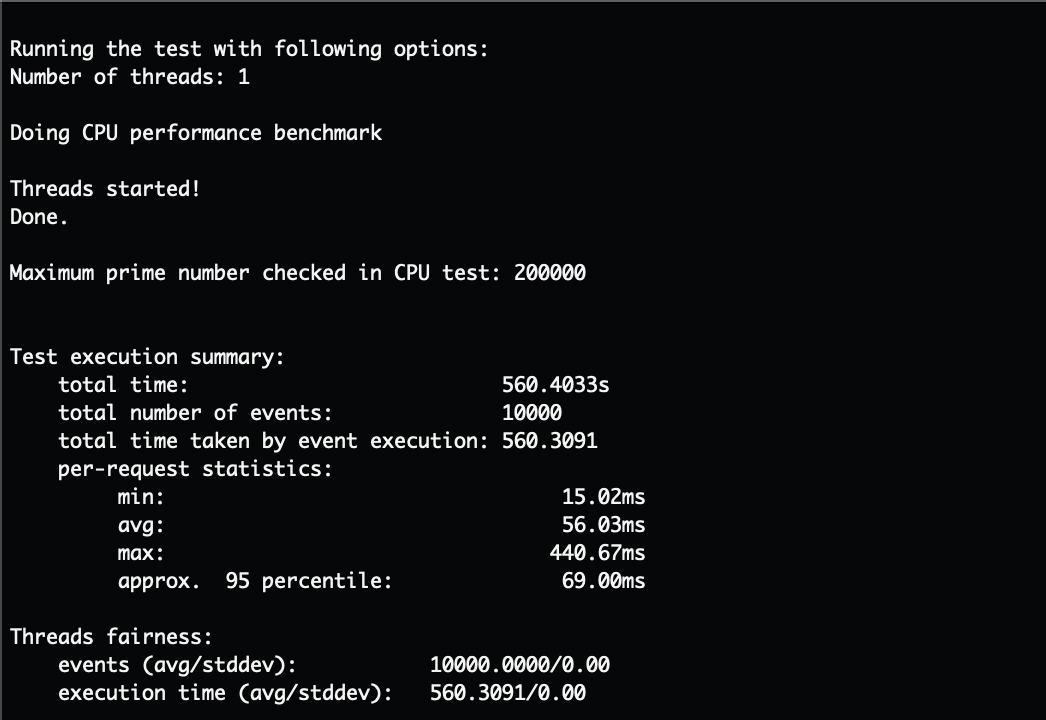 Running the test with following options:
Number of threads: 1
Doing CPU performance benchmark
Threads started!
Done.
Maximum prime number checked in CPU test: 200000
Test execution summary:
total time: 560.4033s
total number of events: 10000
total time taken by event execution: 560.3091
per-request statistics:
min: 15.02ms
avg: 56.03ms
max: 440.67ms
approx.  95 percentile: 69.00ms
Threads fairness:
events (avg/stddev): 10000.0000/0.00
execution time (avg/stddev): 560.3091/0.00